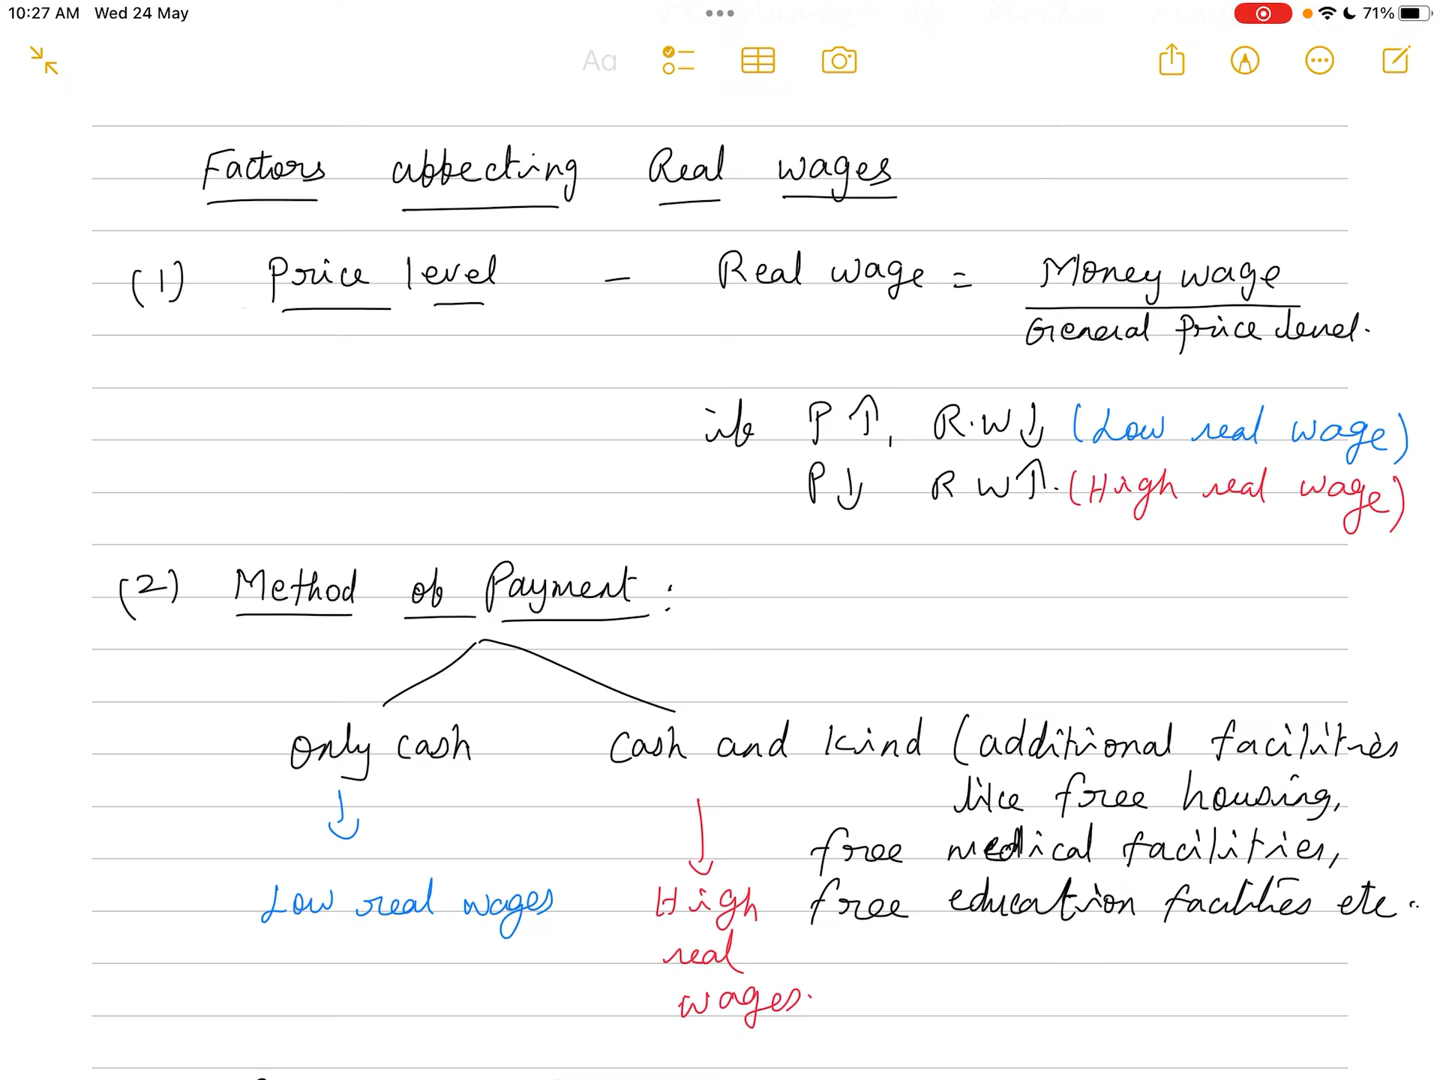 10:27 AM Wed 24 May
71%
Aa
Factors affecting Real wages
(1) Price level - Real wage = Money wage
General price level.
if P↑, R.W↓ (Low real wage)
P↓ R W↑. (High real wage)
(2) Method of Payment :
Only cash Cash and kind (additional facilities
like free housing,
free medical facilities,
Low real wages High free education facilities etc.
real
wages.